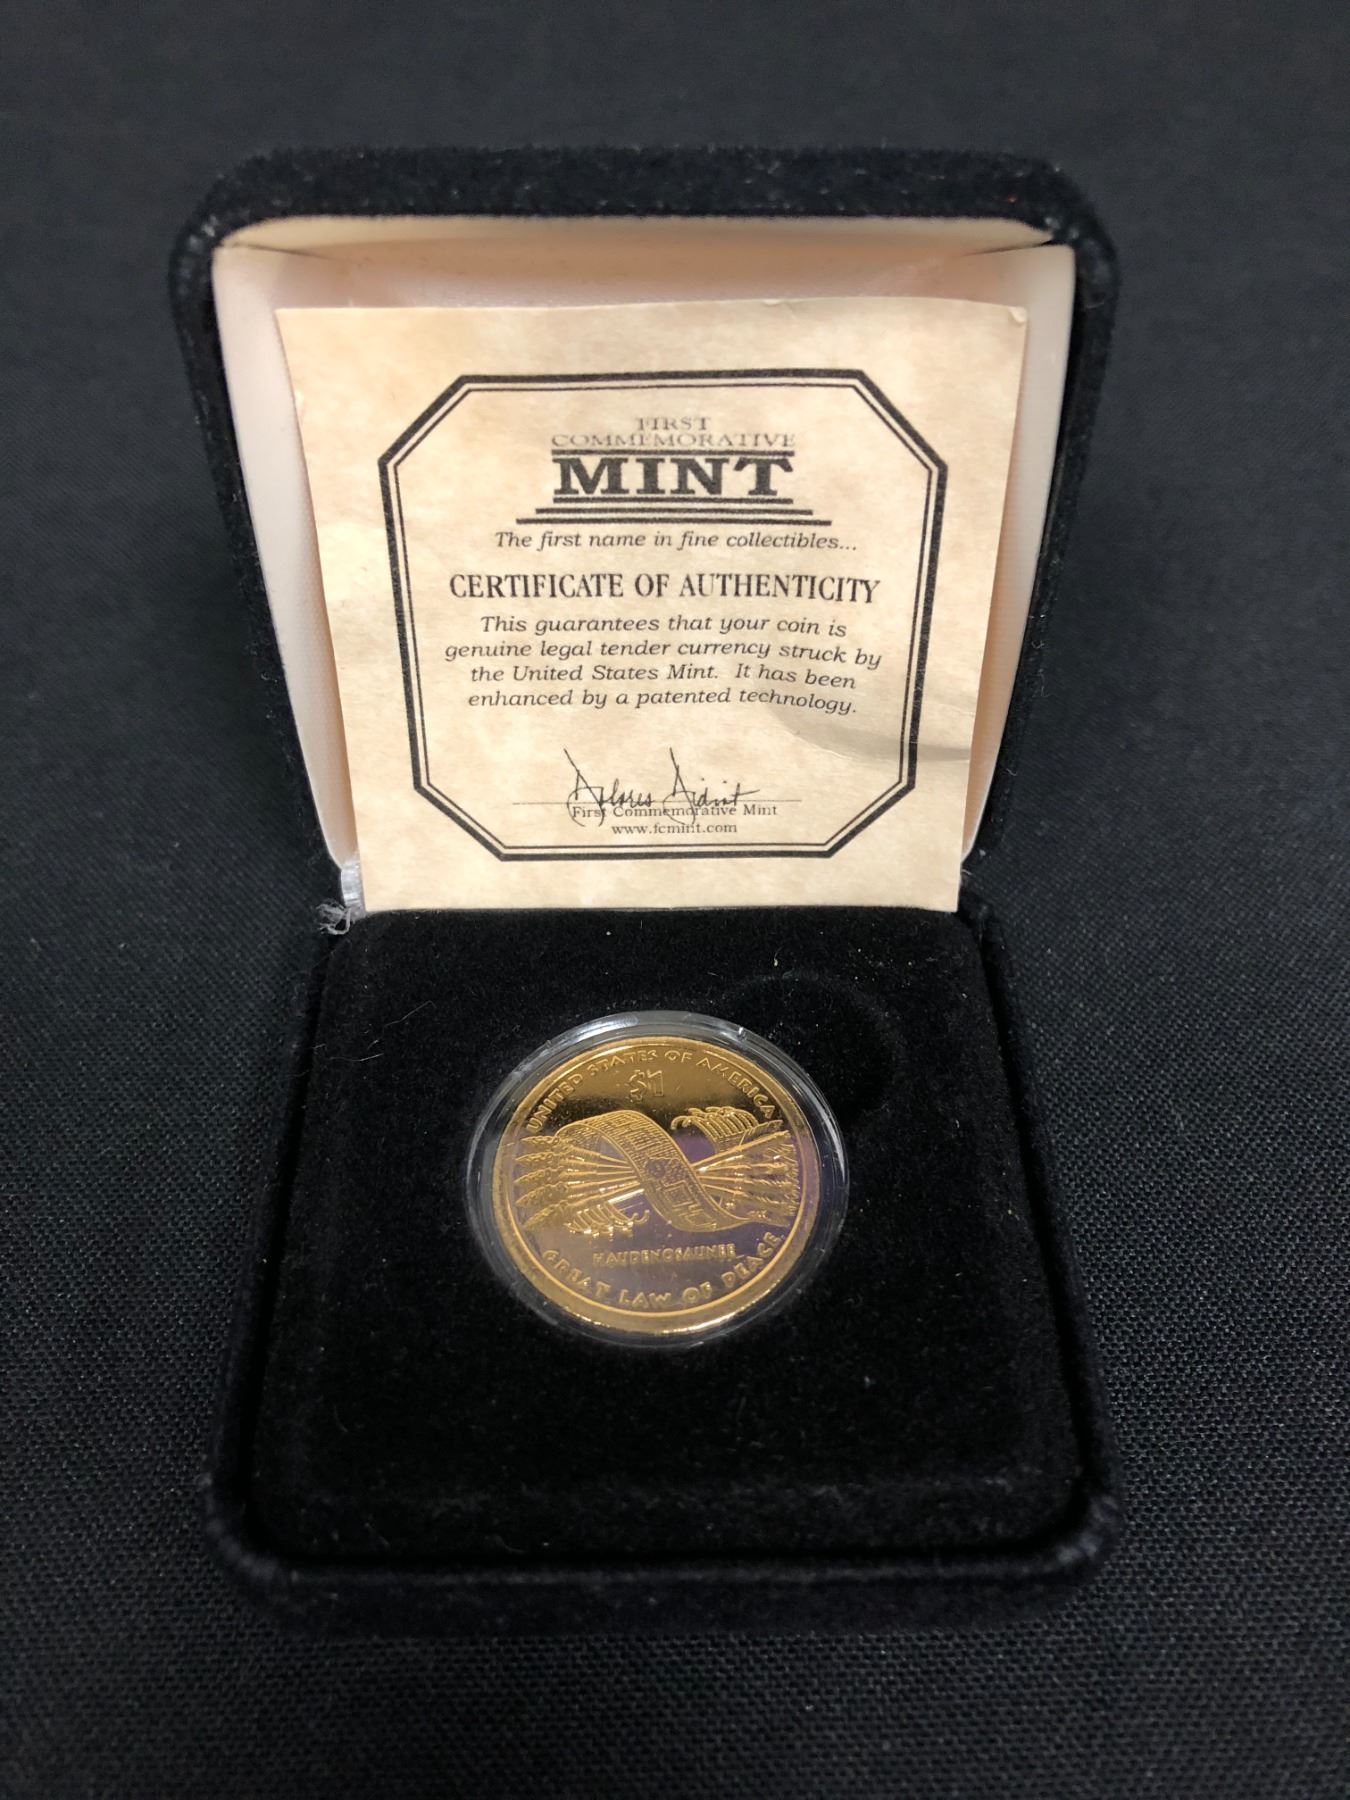 FIRST
COMMEMORATIVE
MINT
The first name in fine collectibles...
CERTIFICATE OF AUTHENTICITY
This guarantees that your coin is
genuine legal tender currency struck by
the United States Mint. It has been
enhanced by a patented technology.
First Commemorative Mint
www.fcmint.com
UNITED STATES OF AMERICA
$1
HAUDENOSAUNEE
GREAT LAW OF PEACE